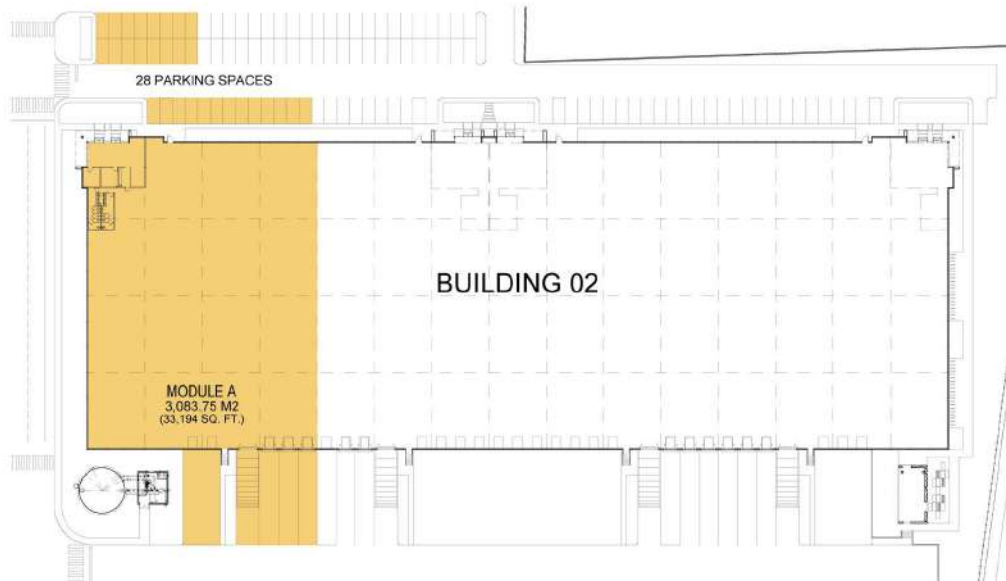 28 PARKING SPACES
BUILDING 02
MODULE A
3,083.75 M2
(33,194 SQ. FT.)